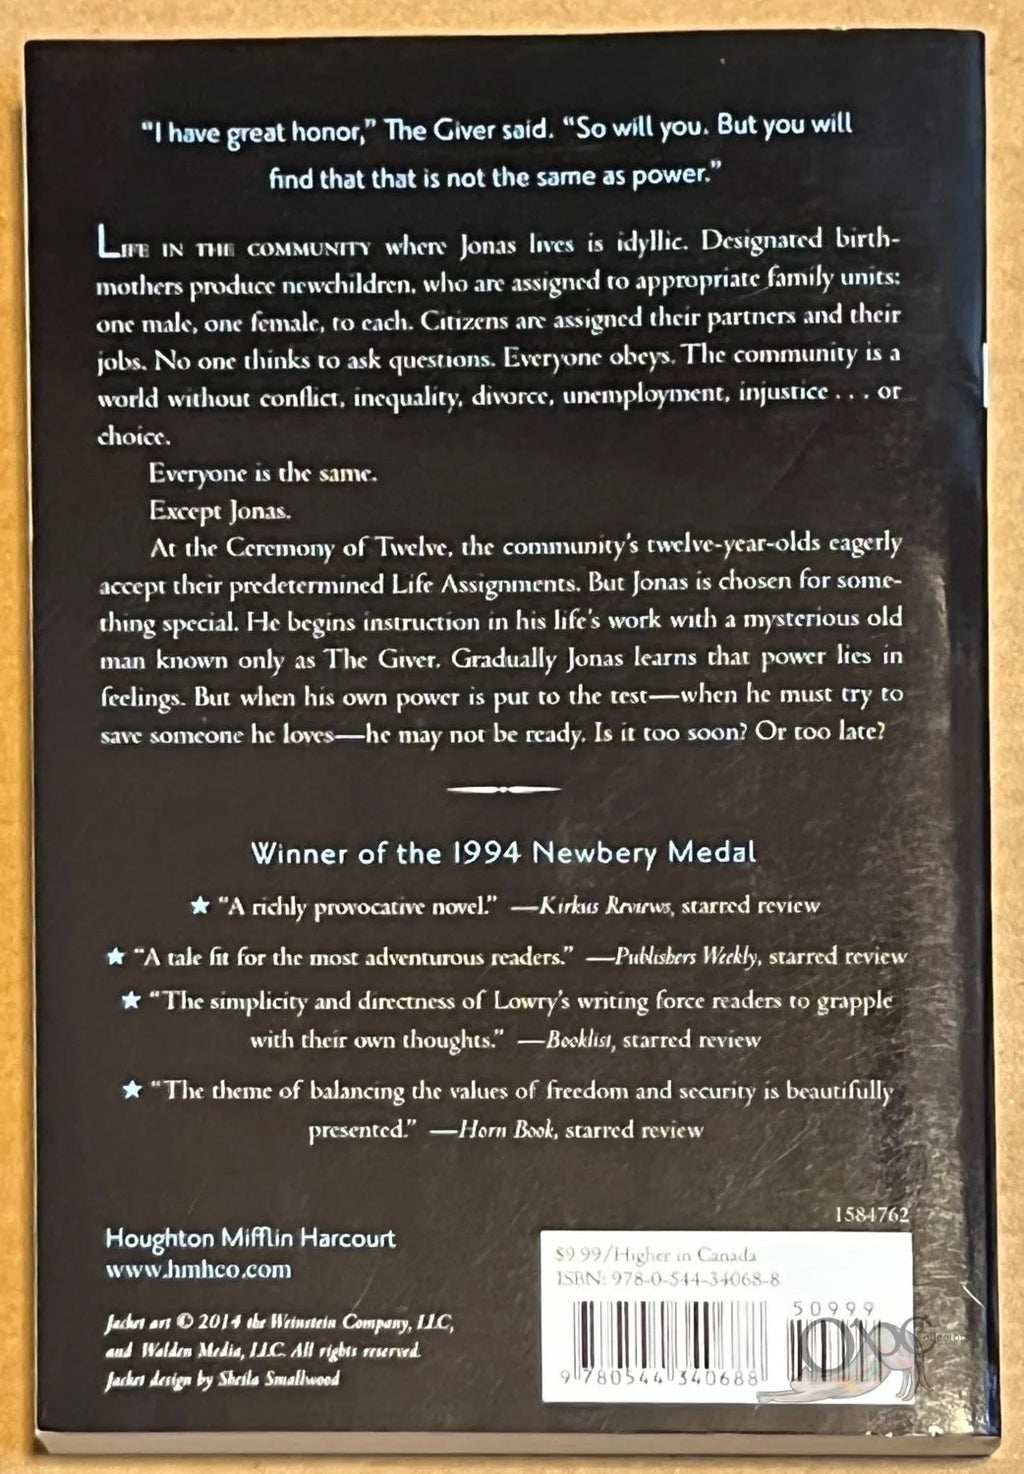 “I have great honor,” The Giver said. “So will you. But you will
find that that is not the same as power.”
LIFE IN THE COMMUNITY where Jonas lives is idyllic. Designated birth-
mothers produce newchildren, who are assigned to appropriate family units:
one male, one female, to each. Citizens are assigned their partners and their
jobs. No one thinks to ask questions. Everyone obeys. The community is a
world without conflict, inequality, divorce, unemployment, injustice . . . or
choice.
Everyone is the same.
Except Jonas.
At the Ceremony of Twelve, the community’s twelve-year-olds eagerly
accept their predetermined Life Assignments. But Jonas is chosen for some-
thing special. He begins instruction in his life’s work with a mysterious old
man known only as The Giver. Gradually Jonas learns that power lies in
feelings. But when his own power is put to the test—when he must try to
save someone he loves—he may not be ready. Is it too soon? Or too late?
Winner of the 1994 Newbery Medal
★ “A richly provocative novel.” —Kirkus Reviews, starred review
★ “A tale fit for the most adventurous readers.” —Publishers Weekly, starred review
★ “The simplicity and directness of Lowry’s writing force readers to grapple
with their own thoughts.” —Booklist, starred review
★ “The theme of balancing the values of freedom and security is beautifully
presented.” —Horn Book, starred review
1584762
Houghton Mifflin Harcourt
www.hmhco.com
Jacket art © 2014 the Weinstein Company, LLC,
and Walden Media, LLC. All rights reserved.
Jacket design by Sheila Smallwood
$9.99/Higher in Canada
ISBN: 978-0-544-34068-8
50999
9 780544 340688